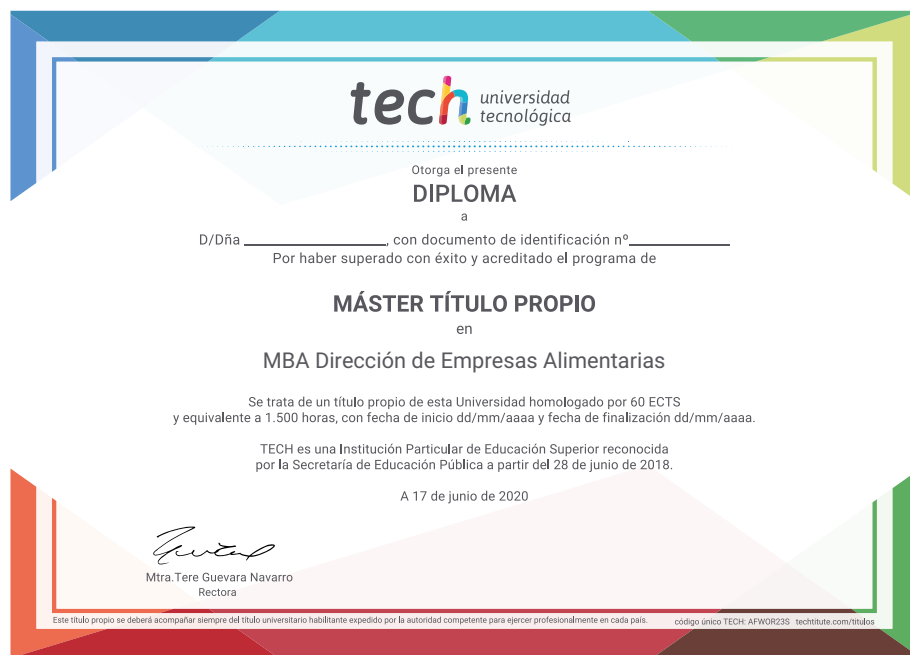 tech universidad
tecnológica
Otorga el presente
DIPLOMA
a
D/Dña ____________, con documento de identificación nº____________
Por haber superado con éxito y acreditado el programa de
MÁSTER TÍTULO PROPIO
en
MBA Dirección de Empresas Alimentarias
Se trata de un título propio de esta Universidad homologado por 60 ECTS
y equivalente a 1.500 horas, con fecha de inicio dd/mm/aaaa y fecha de finalización dd/mm/aaaa.
TECH es una Institución Particular de Educación Superior reconocida
por la Secretaría de Educación Pública a partir del 28 de junio de 2018.
A 17 de junio de 2020
Mtra.Tere Guevara Navarro
Rectora
Este título propio se deberá acompañar siempre del título universitario habilitante expedido por la autoridad competente para ejercer profesionalmente en cada país. código único TECH: AFWOR23S techtitute.com/titulos